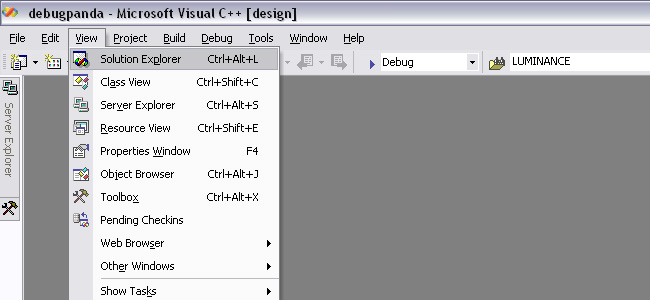 debugpanda - Microsoft Visual C++ [design]
File Edit View Project Build Debug Tools Window Help
Debug LUMINANCE
Server Explorer
Solution Explorer Ctrl+Alt+L
Class View Ctrl+Shift+C
Server Explorer Ctrl+Alt+S
Resource View Ctrl+Shift+E
Properties Window F4
Object Browser Ctrl+Alt+J
Toolbox Ctrl+Alt+X
Pending Checkins
Web Browser
Other Windows
Show Tasks